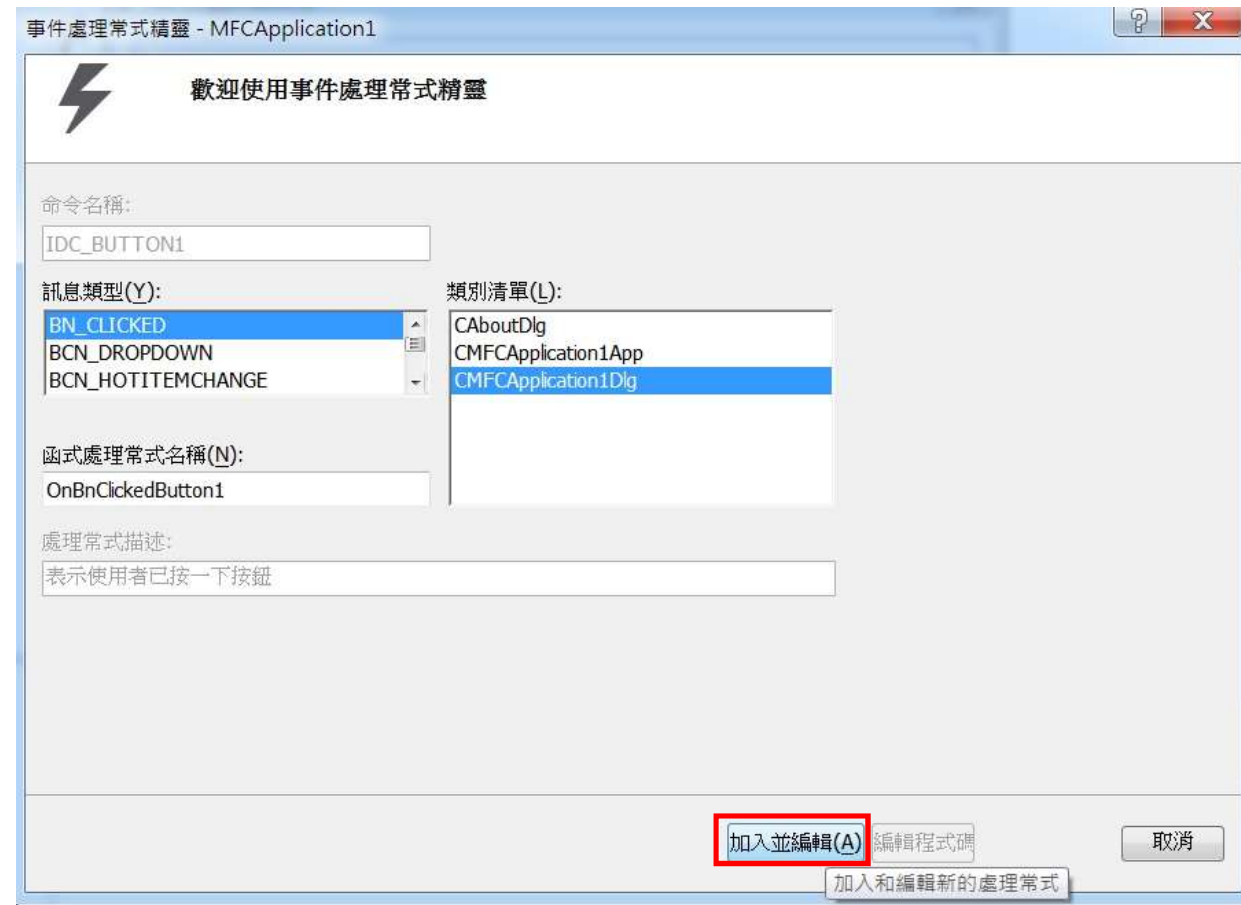 事件處理常式精靈 - MFCApplication1
歡迎使用事件處理常式精靈
命令名稱:
IDC_BUTTON1
訊息類型(Y):
類別清單(L):
BN_CLICKED
BCN_DROPDOWN
BCN_HOTITEMCHANGE
CAboutDlg
CMFCApplication1App
CMFCApplication1Dlg
函式處理常式名稱(N):
OnBnClickedButton1
處理常式描述:
表示使用者已按一下按鈕
加入並編輯(A)
編輯程式碼
取消
加入和編輯新的處理常式